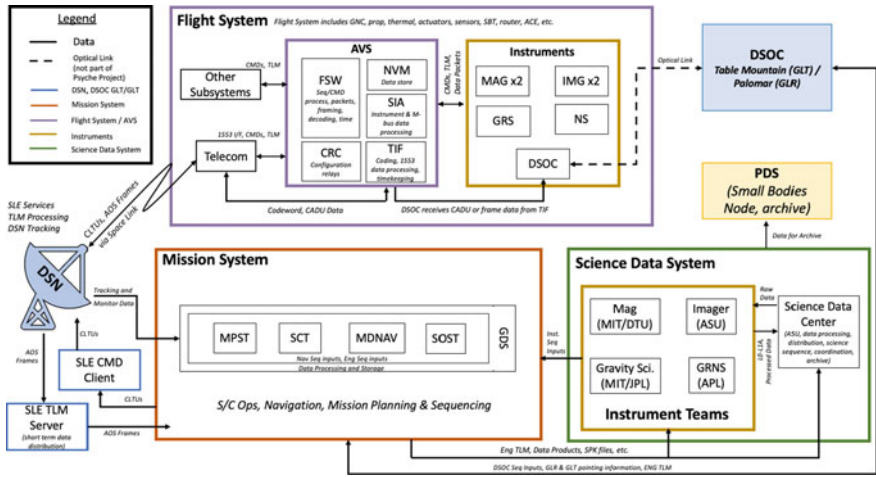 Legend
Data
Optical Link
(not part of
Psyche Project)
DSN, DSOC GLT/GLT
Mission System
Flight System / AVS
Instruments
Science Data System
Flight System
Flight System includes GNC, prop, thermal, actuators, sensors, SBT, router, ACE, etc.
Other
Subsystems
CMDs, TLM
Telecom
1553 I/F, CMDs, TLM
AVS
FSW
Seq/CMD
process, packets,
framing,
decoding, time
NVM
Data store
SIA
Instrument & M-
bus data
processing
CRC
Configuration
relays
TIF
Coding, 1553
data processing,
timekeeping
CMDs, TLM,
Data Packets
Instruments
MAG x2
IMG x2
GRS
NS
DSOC
Codeword, CADU Data
DSOC receives CADU or frame data from TIF
Optical Link
DSOC
Table Mountain (GLT) /
Palomar (GLR)
PDS
(Small Bodies
Node, archive)
Data for Archive
SLE Services
TLM Processing
DSN Tracking
CLTUs, AOS Frames
via Space Link
DSN
Tracking and
Monitor Data
CLTUs
AOS
Frames
SLE CMD
Client
CLTUs
SLE TLM
Server
(short term data
distribution)
AOS Frames
Mission System
MPST
SCT
MDNAV
SOST
GDS
Nav Seq inputs, Eng Seq inputs
Data Processing and Storage
S/C Ops, Navigation, Mission Planning & Sequencing
Inst.
Seq
Inputs
Science Data System
Mag
(MIT/DTU)
Imager
(ASU)
Gravity Sci.
(MIT/JPL)
GRNS
(APL)
Instrument Teams
Raw
Data
L0-L1A,
Processed Data
Science Data
Center
(ASU, data processing,
distribution, science
sequence, coordination,
archive)
Eng TLM, Data Products, SPK files, etc.
DSOC Seq Inputs, GLR & GLT pointing information, ENG TLM